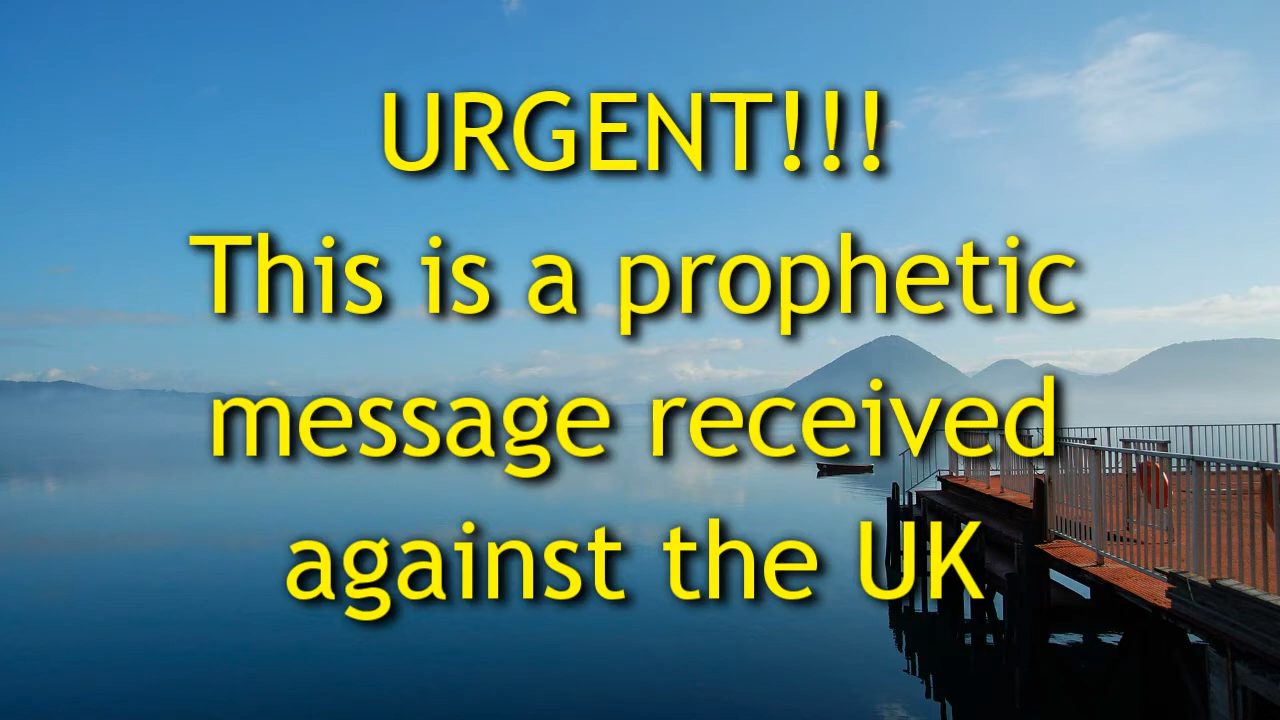 URGENT!!!
This is a prophetic
message received
against the UK